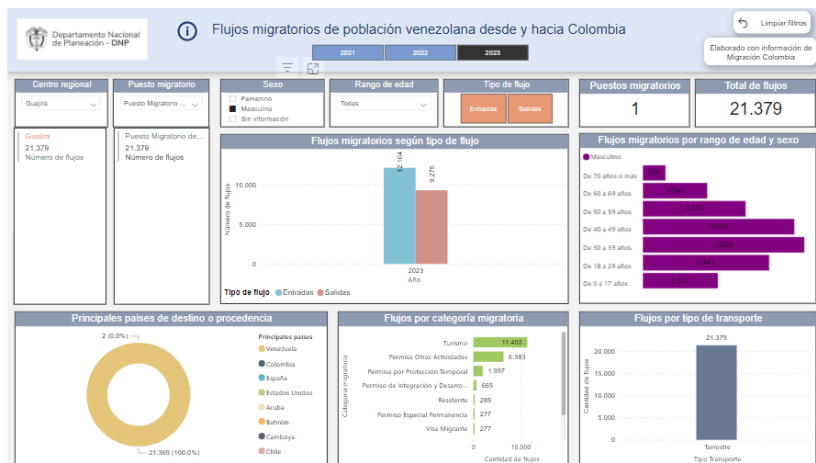 Departamento Nacional
de Planeación - DNP
Flujos migratorios de población venezolana desde y hacia Colombia
2021
2022
2023
Limpiar filtros
Elaborado con información de
Migración Colombia
Centro regional
Guajira
Puesto migratorio
Puesto Migratorio ...
Sexo
Femenino
Masculino
Sin información
Rango de edad
Todas
Tipo de flujo
Entradas
Salidas
Puestos migratorios
1
Total de flujos
21.379
Guajira
21.379
Número de flujos
Puesto Migratorio de...
21.379
Número de flujos
Flujos migratorios según tipo de flujo
Número de flujos
10.000
5.000
0
12.104
9.275
2023
Año
Tipo de flujo
Entradas
Salidas
Flujos migratorios por rango de edad y sexo
Masculino
De 70 años o más
De 60 a 69 años
De 50 a 59 años
De 40 a 49 años
De 30 a 39 años
De 18 a 29 años
De 0 a 17 años
Principales paises de destino o procedencia
2 (0,0%)
21.369 (100,0%)
Principales paises
Venezuela
Colombia
España
Estados Unidos
Aruba
Bahréin
Camboya
Chile
Flujos por categoría migratoria
Categoría migratoria
Turismo
11.455
Permiso Otras Actividades
6.383
Permiso por Protección Temporal
1.997
Permiso de Integración y Desarro...
665
Residente
289
Permiso Especial Permanencia
277
Visa Migrante
277
0
10.000
Cantidad de flujos
Flujos por tipo de transporte
Cantidad de flujos
20.000
15.000
10.000
5.000
0
21.379
Terrestre
Tipo Transporte